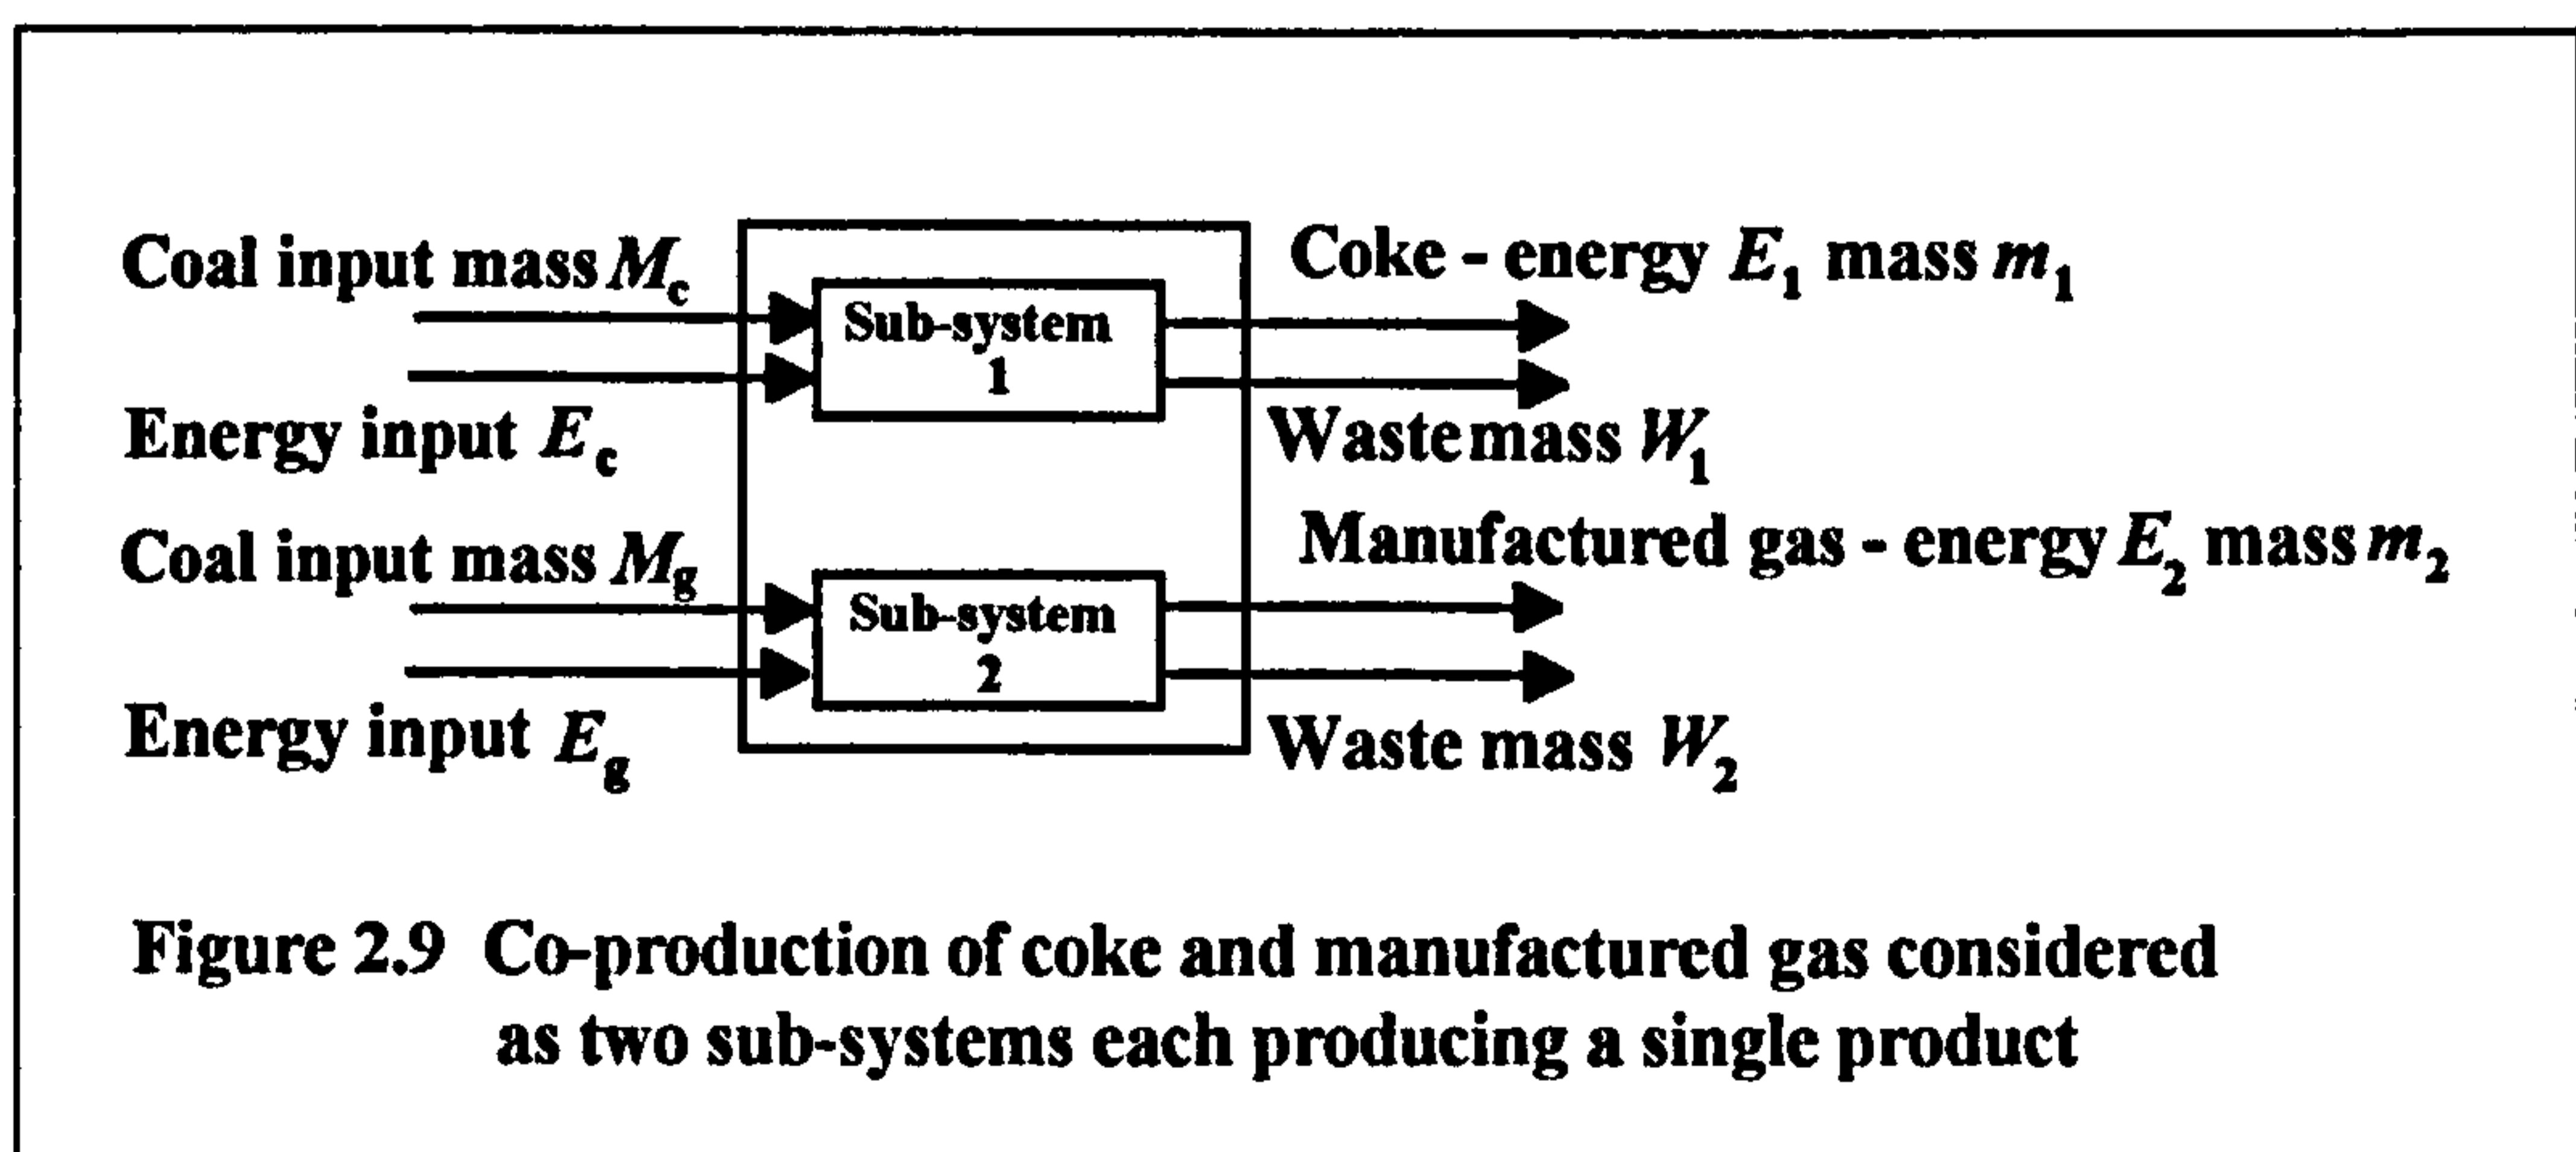 Coal input mass M_c
Energy input E_c
Coal input mass M_g
Energy input E_g
Sub-system
1
Sub-system
2
Coke - energy E_1 mass m_1
Waste mass W_1
Manufactured gas - energy E_2 mass m_2
Waste mass W_2
Figure 2.9 Co-production of coke and manufactured gas considered
as two sub-systems each producing a single product